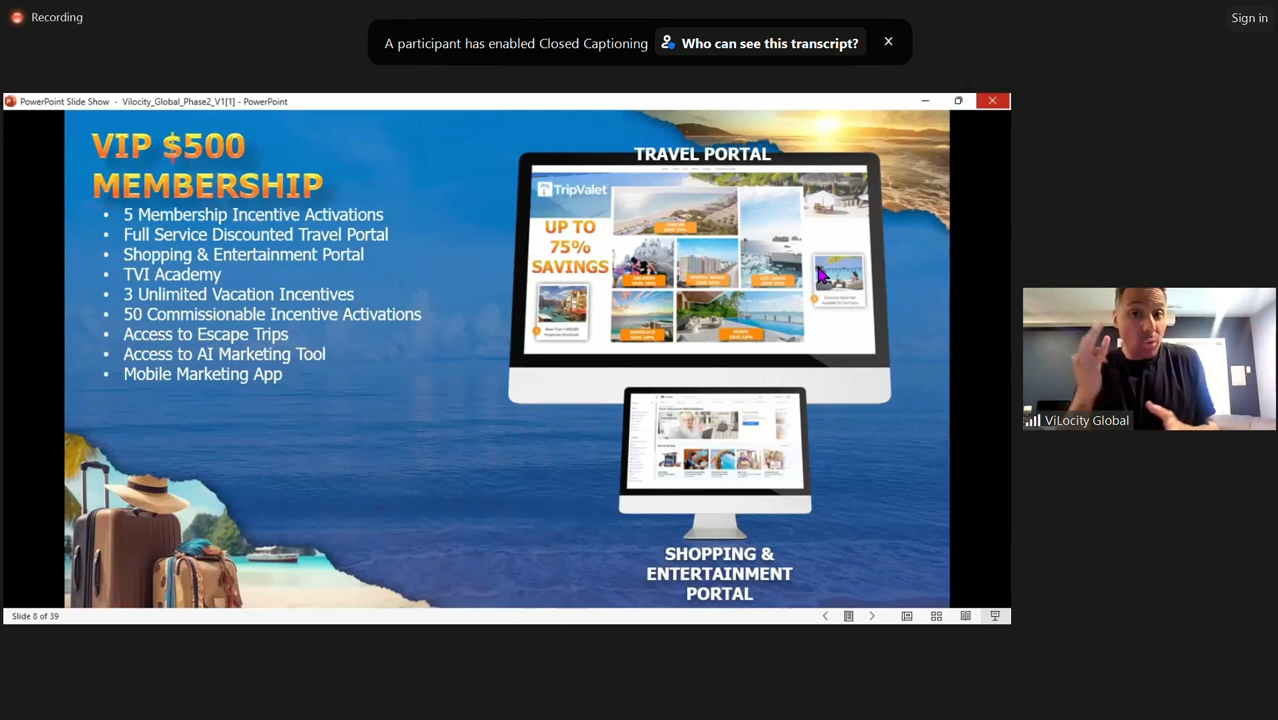 Recording
Sign in
A participant has enabled Closed Captioning
Who can see this transcript?
PowerPoint Slide Show - Vilocity_Global_Phase2_V1[1] - PowerPoint
VIP $500
MEMBERSHIP
• 5 Membership Incentive Activations
• Full Service Discounted Travel Portal
• Shopping & Entertainment Portal
• TVI Academy
• 3 Unlimited Vacation Incentives
• 50 Commissionable Incentive Activations
• Access to Escape Trips
• Access to AI Marketing Tool
• Mobile Marketing App
TRAVEL PORTAL
TripValet
UP TO
75%
SAVINGS
SHOPPING &
ENTERTAINMENT
PORTAL
ViLocity Global
Slide 8 of 39